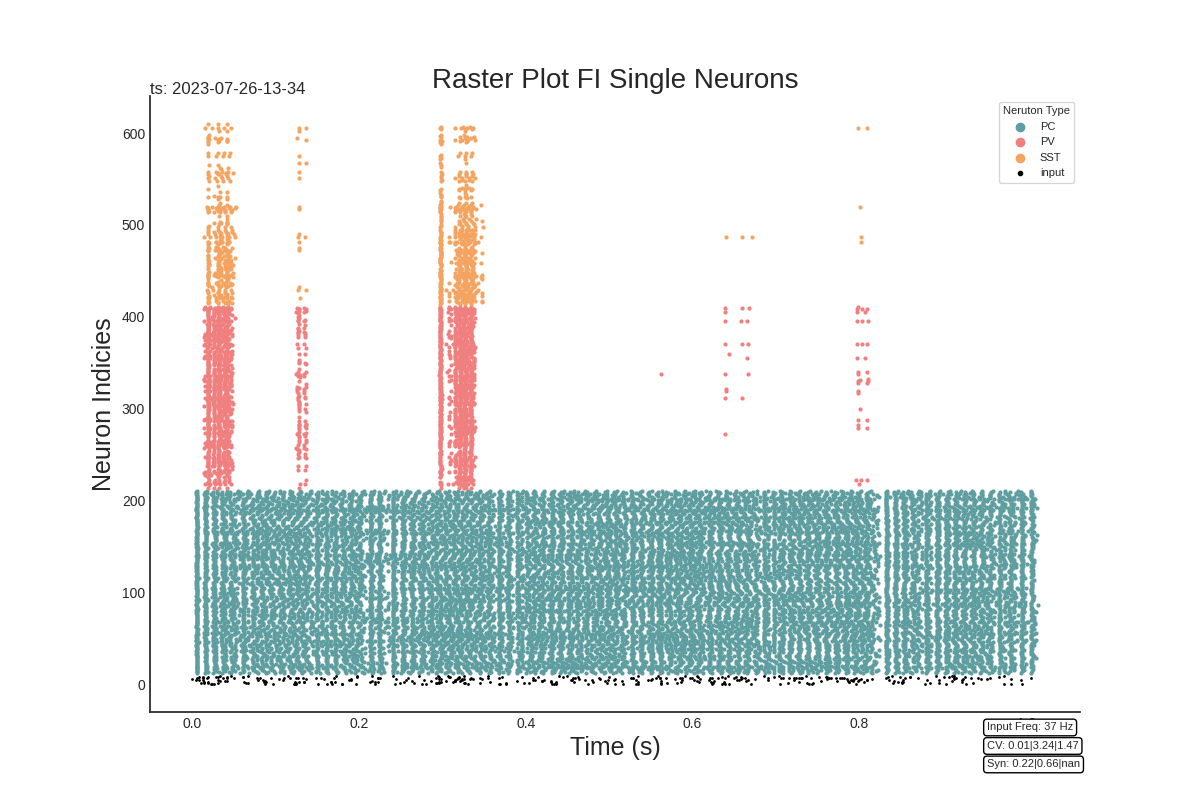 Raster Plot FI Single Neurons
ts: 2023-07-26-13-34
Neruton Type
PC
PV
SST
input
600
500
400
300
200
100
0
Neuron Indicies
0.0 0.2 0.4 0.6 0.8
Time (s)
Input Freq: 37 Hz
CV: 0.01|3.24|1.47
Syn: 0.22|0.66|nan